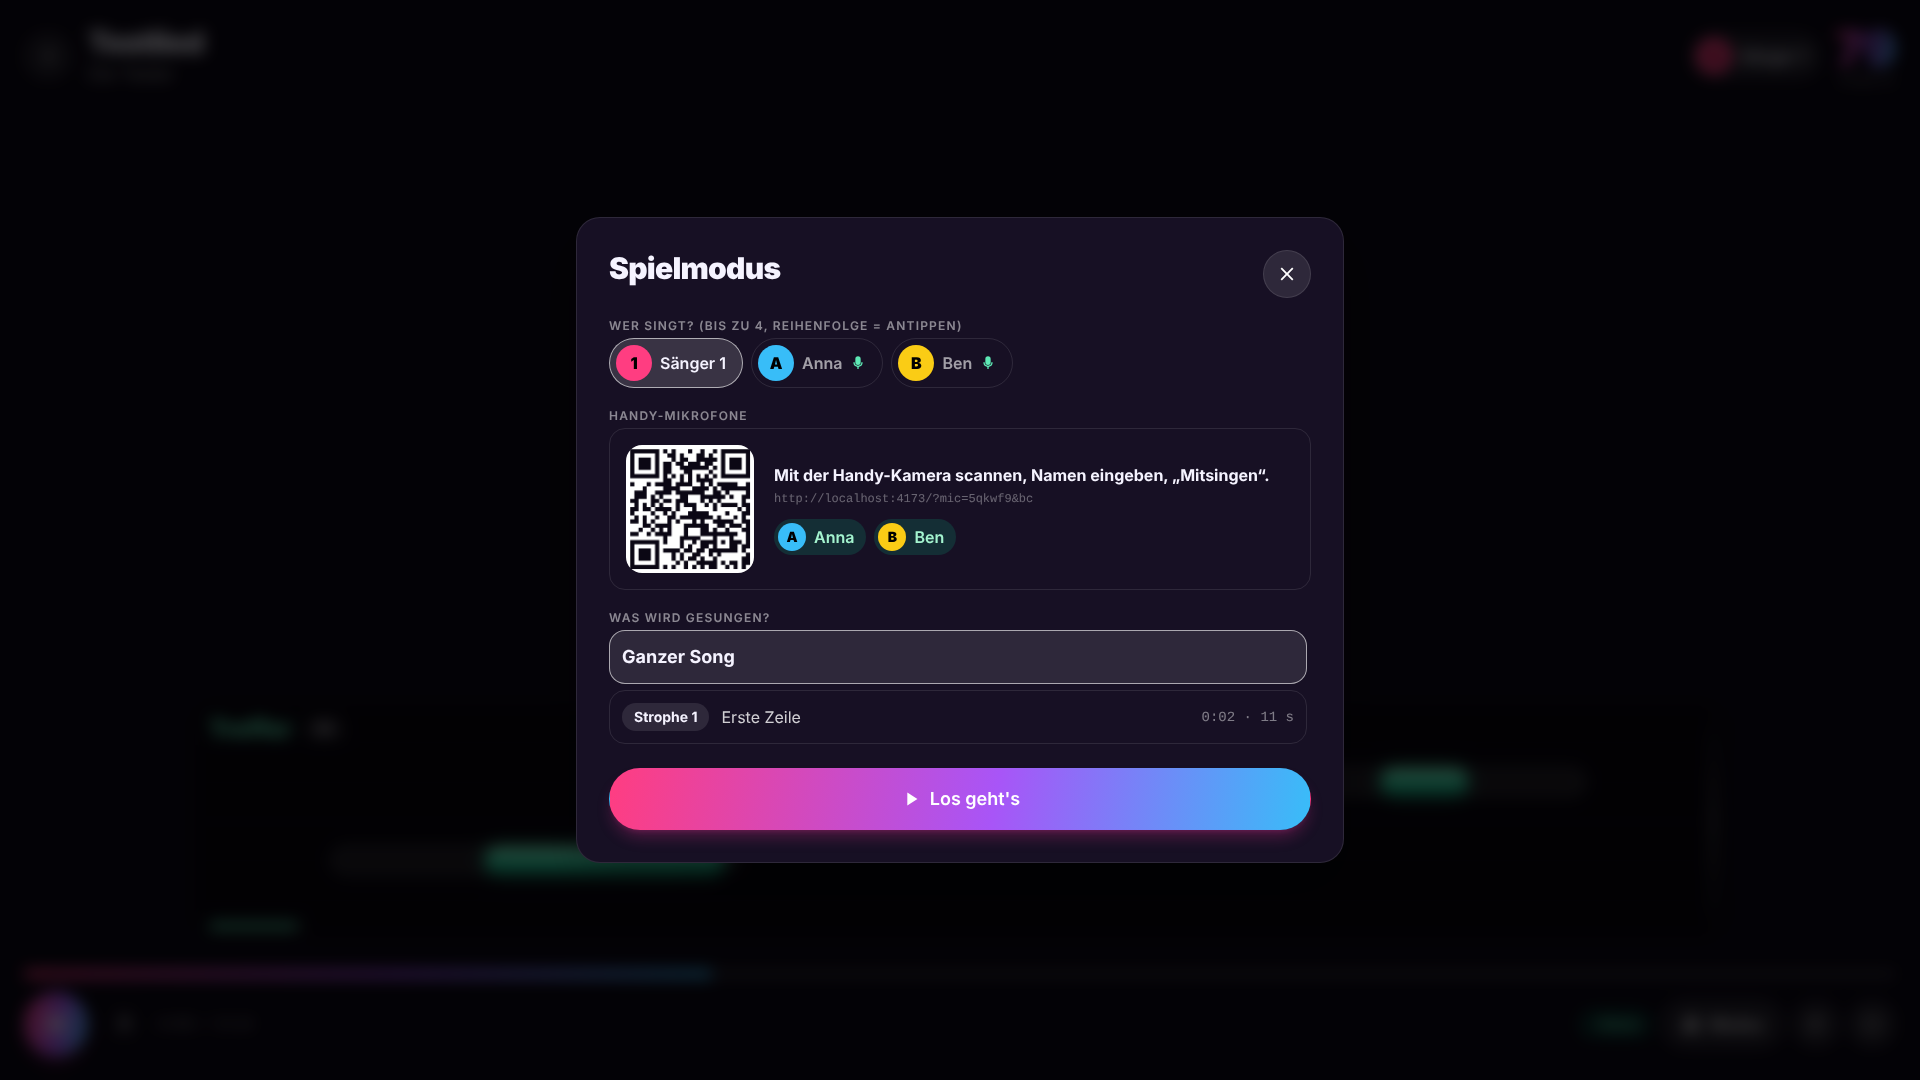 Spielmodus
WER SINGT? (BIS ZU 4, REIHENFOLGE = ANTIPPEN)
1 Sänger 1 A Anna B Ben
HANDY-MIKROFONE
Mit der Handy-Kamera scannen, Namen eingeben, „Mitsingen“.
http://localhost:4173/?mic=5qkwf9&bc
A Anna B Ben
WAS WIRD GESUNGEN?
Ganzer Song
Strophe 1 Erste Zeile 0:02 · 11 s
Los geht's